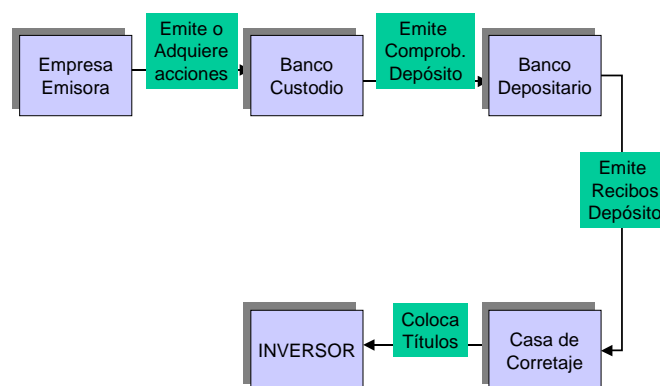 Empresa
Emisora
Emite o
Adquiere
acciones
Banco
Custodio
Emite
Comprob.
Depósito
Banco
Depositario
Emite
Recibos
Depósito
Casa de
Corretaje
Coloca
Títulos
INVERSOR